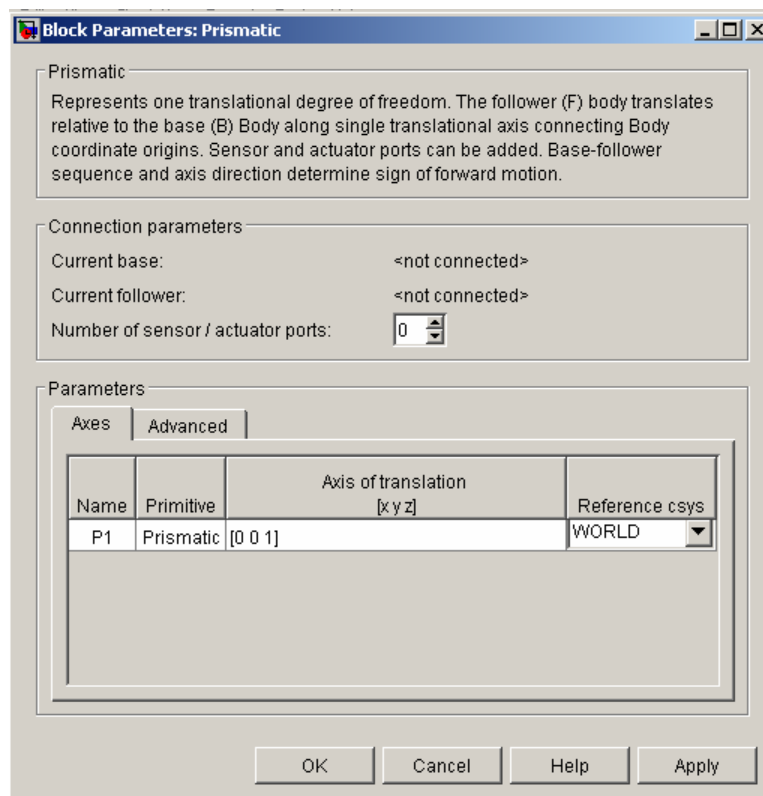 Block Parameters: Prismatic
Prismatic
Represents one translational degree of freedom. The follower (F) body translates
relative to the base (B) Body along single translational axis connecting Body
coordinate origins. Sensor and actuator ports can be added. Base-follower
sequence and axis direction determine sign of forward motion.
Connection parameters
Current base: <not connected>
Current follower: <not connected>
Number of sensor / actuator ports: 0
Parameters
Axes Advanced
Axis of translation
Name Primitive [x y z] Reference csys
P1 Prismatic [0 0 1] WORLD
OK Cancel Help Apply